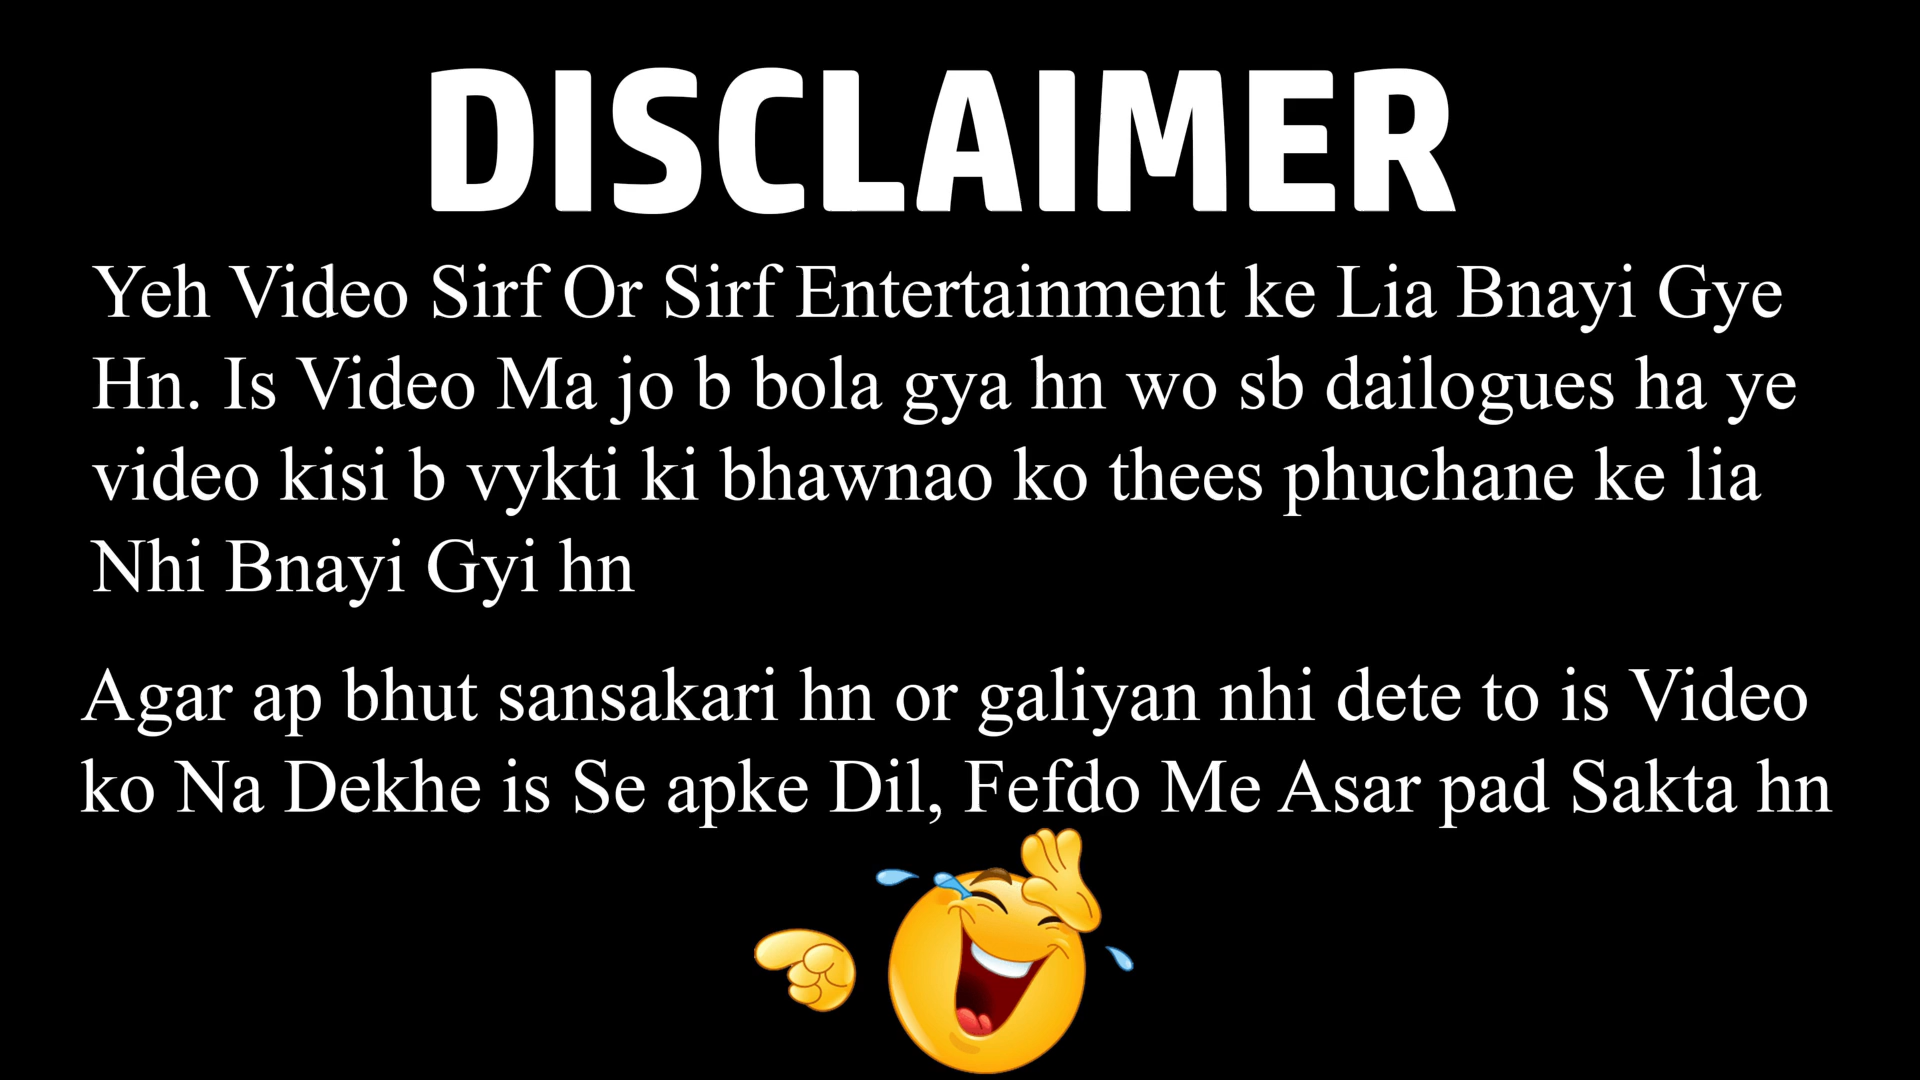 DISCLAIMER
Yeh Video Sirf Or Sirf Entertainment ke Lia Bnayi Gye
Hn. Is Video Ma jo b bola gya hn wo sb dailogues ha ye
video kisi b vykti ki bhawnao ko thees phuchane ke lia
Nhi Bnayi Gyi hn
Agar ap bhut sansakari hn or galiyan nhi dete to is Video
ko Na Dekhe is Se apke Dil, Fefdo Me Asar pad Sakta hn